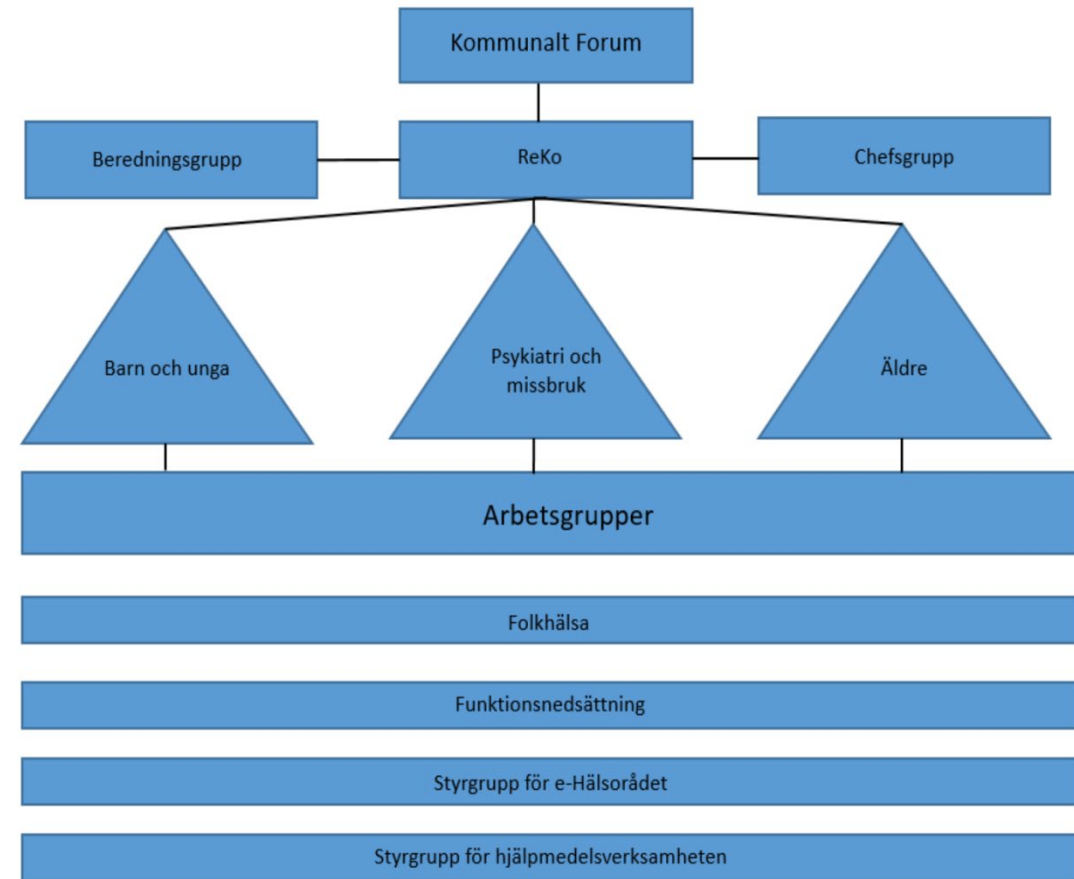 Kommunalt Forum
Beredningsgrupp
ReKo
Chefsgrupp
Barn och unga
Psykiatri och
missbruk
Äldre
Arbetsgrupper
Folkhälsa
Funktionsnedsättning
Styrgrupp för e-Hälsorådet
Styrgrupp för hjälpmedelsverksamheten